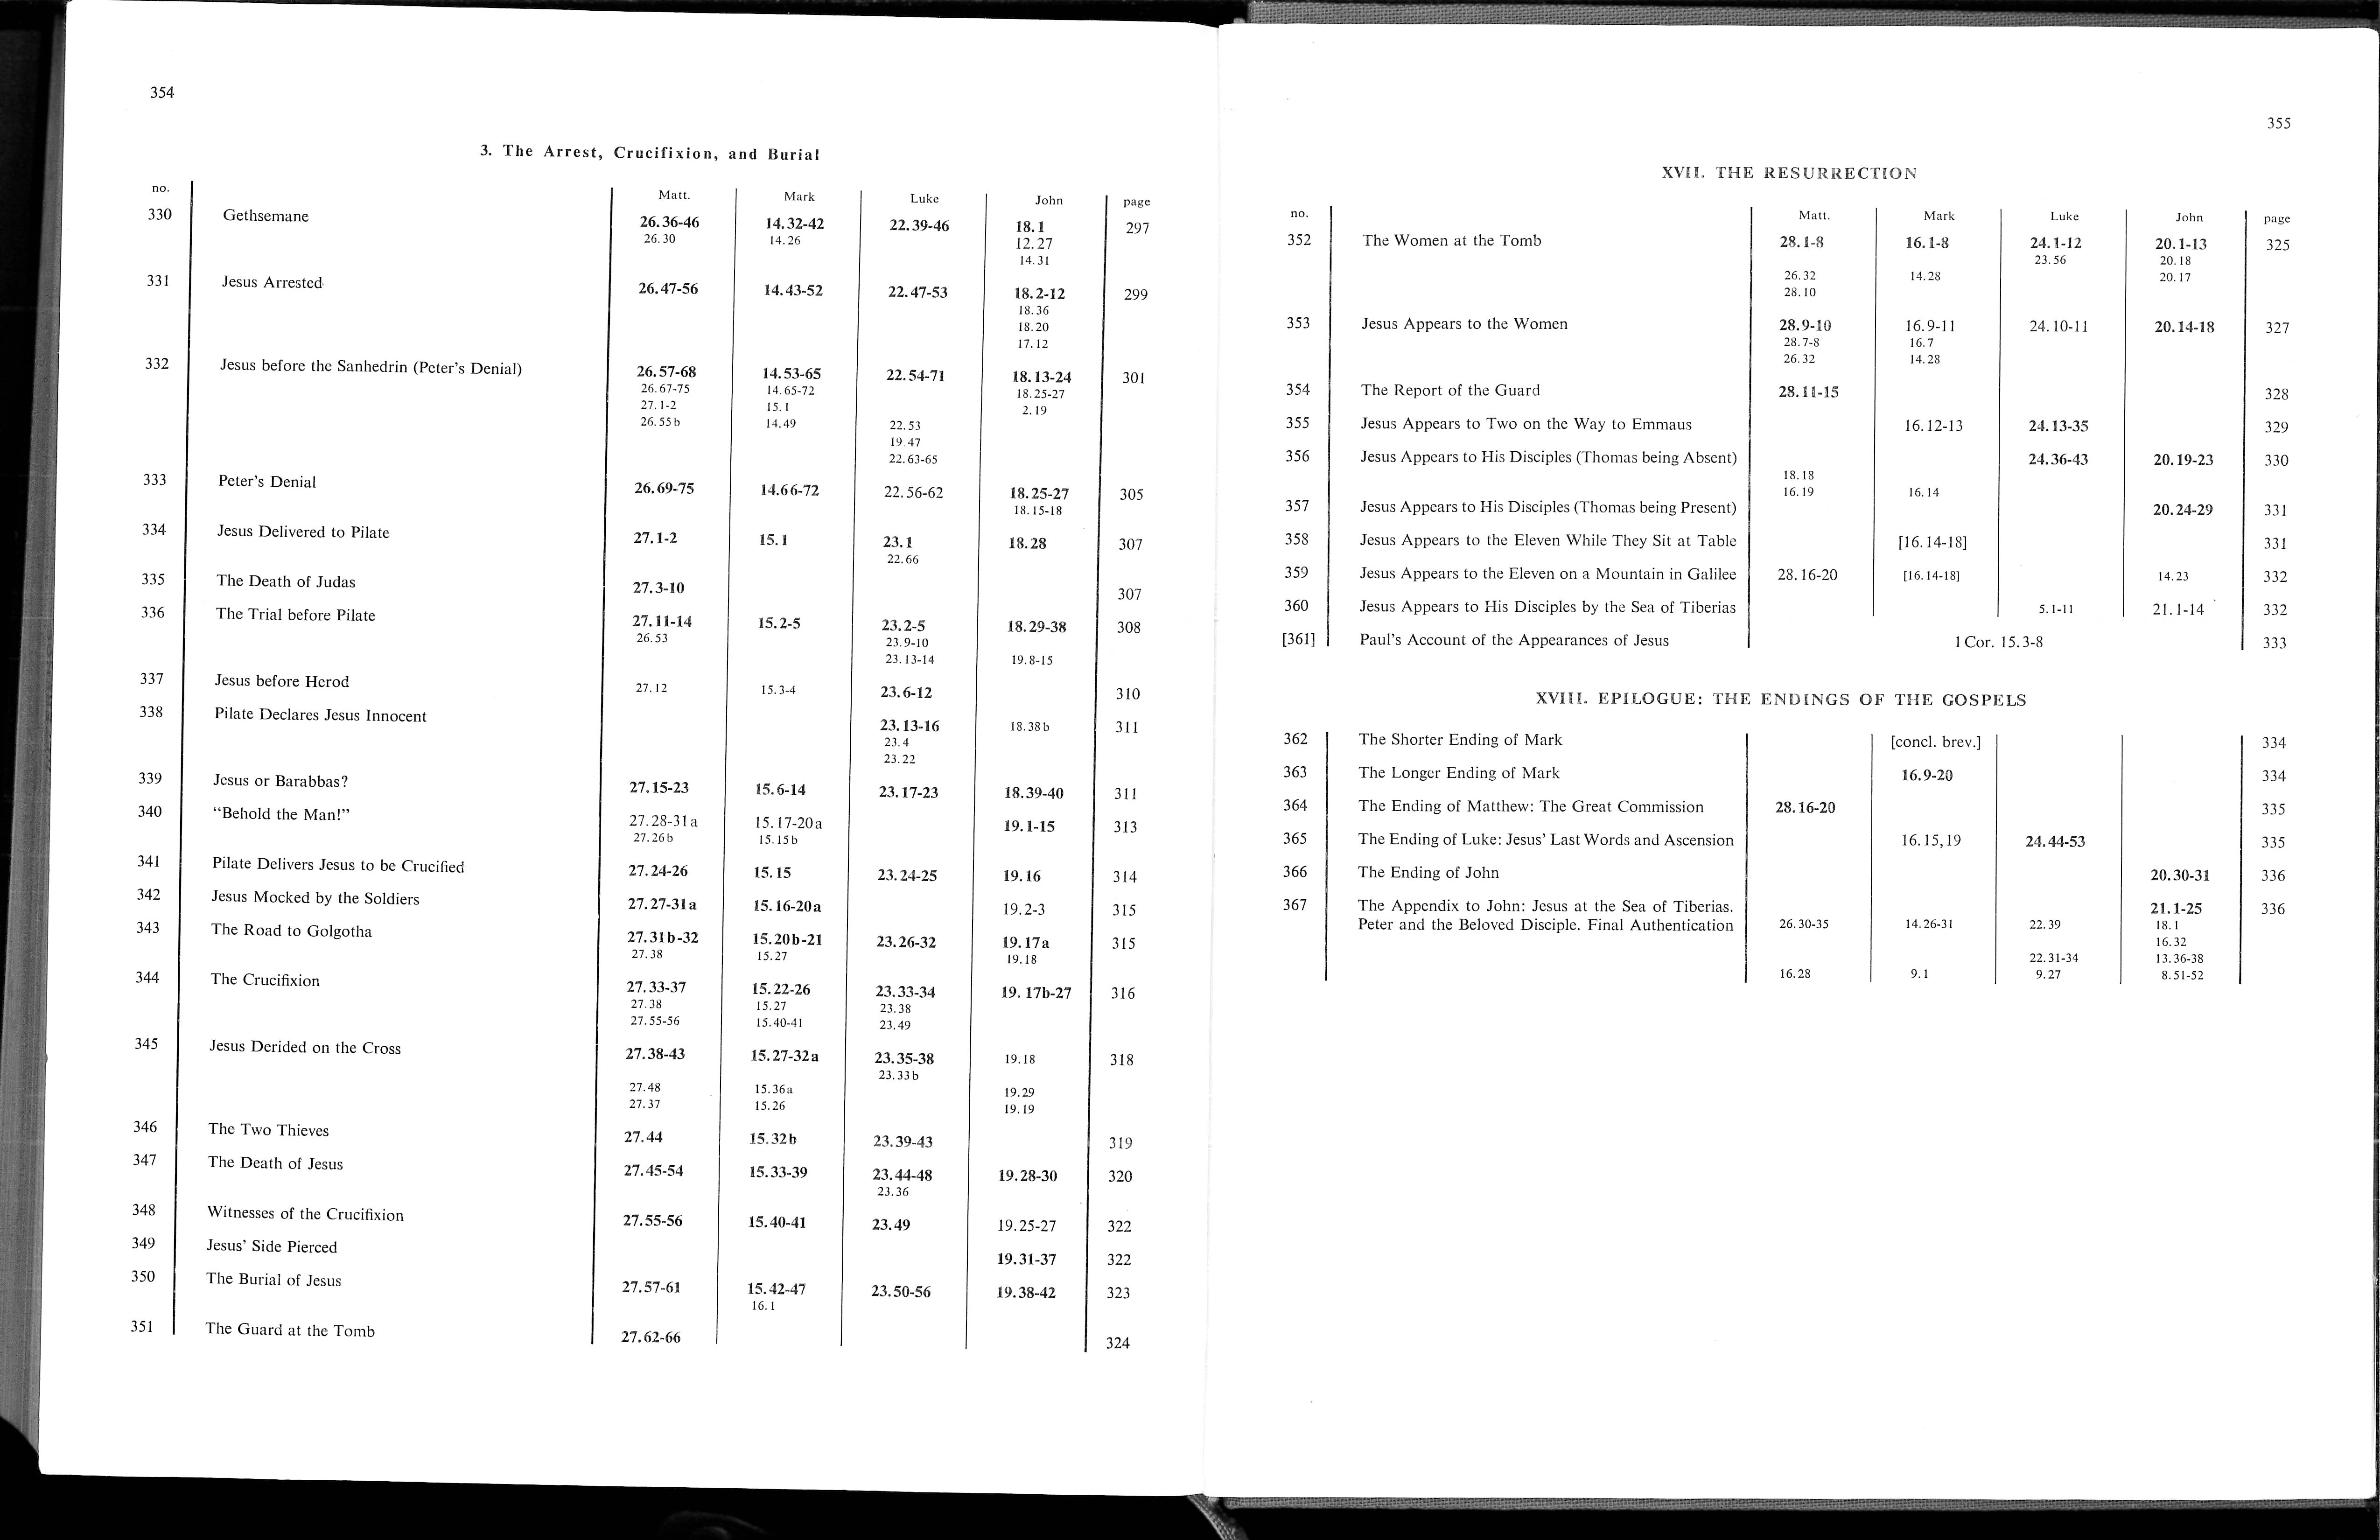 354
3. The Arrest, Crucifixion, and Burial
no. Matt. Mark Luke John page
330 Gethsemane 26.36-46 14.32-42 22.39-46 18.1 297
26.30 14.26 12.27
14.31
331 Jesus Arrested 26.47-56 14.43-52 22.47-53 18.2-12 299
18.36
18.20
17.12
332 Jesus before the Sanhedrin (Peter's Denial) 26.57-68 14.53-65 22.54-71 18.13-24 301
26.67-75 14.65-72 18.25-27
27.1-2 15.1 2.19
26.55b 14.49 22.53
19.47
22.63-65
333 Peter's Denial 26.69-75 14.66-72 22.56-62 18.25-27 305
18.15-18
334 Jesus Delivered to Pilate 27.1-2 15.1 23.1 18.28 307
22.66
335 The Death of Judas 27.3-10 307
336 The Trial before Pilate 27.11-14 15.2-5 23.2-5 18.29-38 308
26.53 23.9-10
23.13-14 19.8-15
337 Jesus before Herod 27.12 15.3-4 23.6-12 310
338 Pilate Declares Jesus Innocent 23.13-16 18.38b 311
23.4
23.22
339 Jesus or Barabbas? 27.15-23 15.6-14 23.17-23 18.39-40 311
340 “Behold the Man!” 27.28-31a 15.17-20a 19.1-15 313
27.26b 15.15b
341 Pilate Delivers Jesus to be Crucified 27.24-26 15.15 23.24-25 19.16 314
342 Jesus Mocked by the Soldiers 27.27-31a 15.16-20a 19.2-3 315
343 The Road to Golgotha 27.31b-32 15.20b-21 23.26-32 19.17a 315
27.38 15.27 19.18
344 The Crucifixion 27.33-37 15.22-26 23.33-34 19.17b-27 316
27.38 15.27 23.38
27.55-56 15.40-41 23.49
345 Jesus Derided on the Cross 27.38-43 15.27-32a 23.35-38 19.18 318
23.33b
27.48 15.36a 19.29
27.37 15.26 19.19
346 The Two Thieves 27.44 15.32b 23.39-43 319
347 The Death of Jesus 27.45-54 15.33-39 23.44-48 19.28-30 320
23.36
348 Witnesses of the Crucifixion 27.55-56 15.40-41 23.49 19.25-27 322
349 Jesus' Side Pierced 19.31-37 322
350 The Burial of Jesus 27.57-61 15.42-47 23.50-56 19.38-42 323
16.1
351 The Guard at the Tomb 27.62-66 324
355
XVII. THE RESURRECTION
no. Matt. Mark Luke John page
352 The Women at the Tomb 28.1-8 16.1-8 24.1-12 20.1-13 325
23.56 20.18
26.32 14.28 20.17
28.10
353 Jesus Appears to the Women 28.9-10 16.9-11 24.10-11 20.14-18 327
28.7-8 16.7
26.32 14.28
354 The Report of the Guard 28.11-15 328
355 Jesus Appears to Two on the Way to Emmaus 16.12-13 24.13-35 329
356 Jesus Appears to His Disciples (Thomas being Absent) 24.36-43 20.19-23 330
18.18
16.19 16.14
357 Jesus Appears to His Disciples (Thomas being Present) 20.24-29 331
358 Jesus Appears to the Eleven While They Sit at Table [16.14-18] 331
359 Jesus Appears to the Eleven on a Mountain in Galilee 28.16-20 [16.14-18] 14.23 332
360 Jesus Appears to His Disciples by the Sea of Tiberias 5.1-11 21.1-14 332
[361] Paul's Account of the Appearances of Jesus 1 Cor. 15.3-8 333
XVIII. EPILOGUE: THE ENDINGS OF THE GOSPELS
362 The Shorter Ending of Mark [concl. brev.] 334
363 The Longer Ending of Mark 16.9-20 334
364 The Ending of Matthew: The Great Commission 28.16-20 335
365 The Ending of Luke: Jesus' Last Words and Ascension 16.15,19 24.44-53 335
366 The Ending of John 20.30-31 336
367 The Appendix to John: Jesus at the Sea of Tiberias. 21.1-25 336
Peter and the Beloved Disciple. Final Authentication 26.30-35 14.26-31 22.39 18.1
16.32
22.31-34 13.36-38
16.28 9.1 9.27 8.51-52